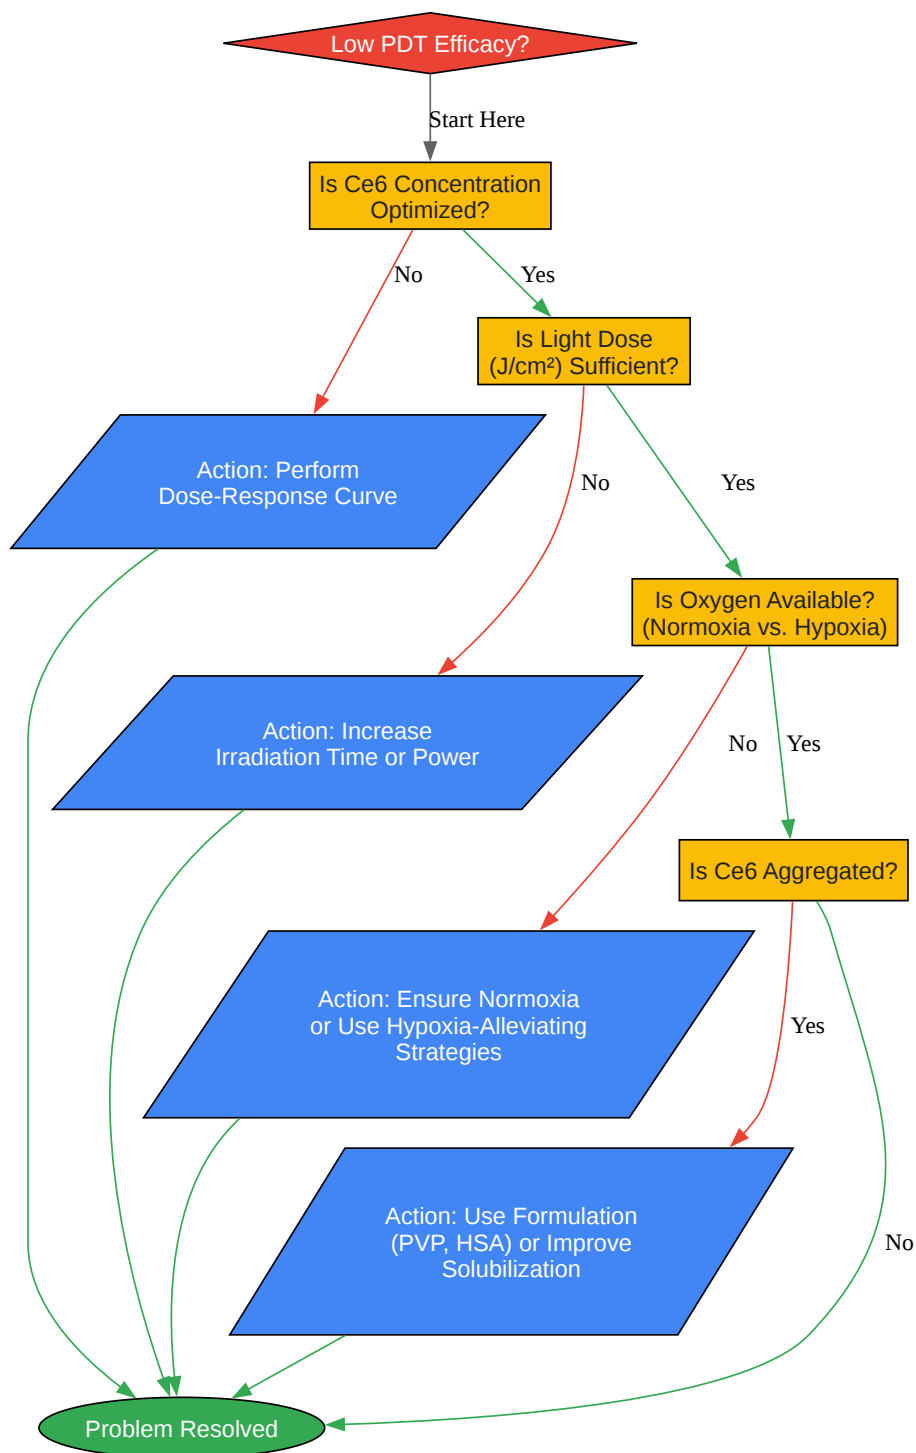 Low PDT Efficacy?
Start Here
Is Ce6 Concentration
Optimized?
No
Yes
Is Light Dose
(J/cm²) Sufficient?
Action: Perform
Dose-Response Curve
No
Yes
Is Oxygen Available?
(Normoxia vs. Hypoxia)
Action: Increase
Irradiation Time or Power
No
Yes
Is Ce6 Aggregated?
Action: Ensure Normoxia
or Use Hypoxia-Alleviating
Strategies
Yes
Action: Use Formulation
(PVP, HSA) or Improve
Solubilization
No
Problem Resolved